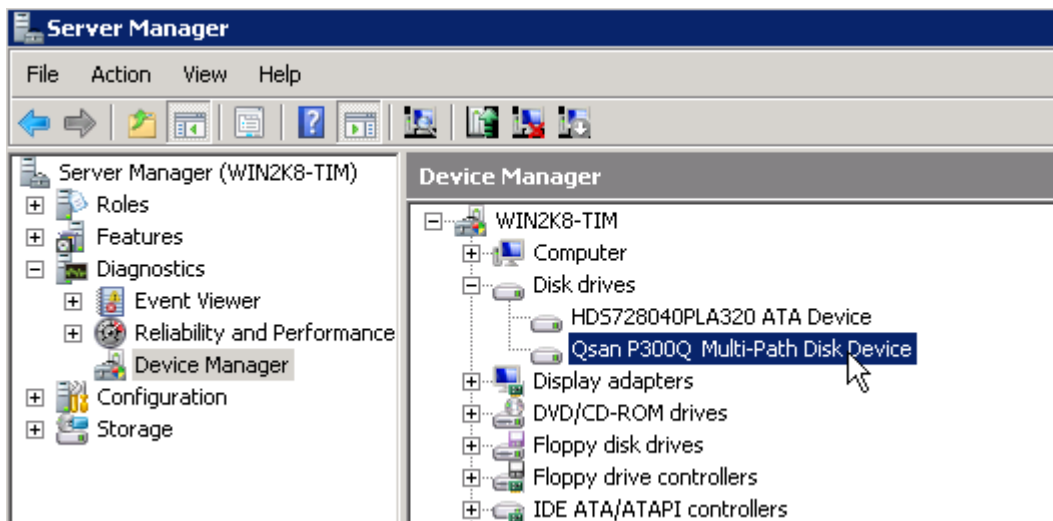 Server Manager
File Action View Help
Server Manager (WIN2K8-TIM)
Roles
Features
Diagnostics
Event Viewer
Reliability and Performance
Device Manager
Configuration
Storage
Device Manager
WIN2K8-TIM
Computer
Disk drives
HDS728040PLA320 ATA Device
Qsan P300Q Multi-Path Disk Device
Display adapters
DVD/CD-ROM drives
Floppy disk drives
Floppy drive controllers
IDE ATA/ATAPI controllers